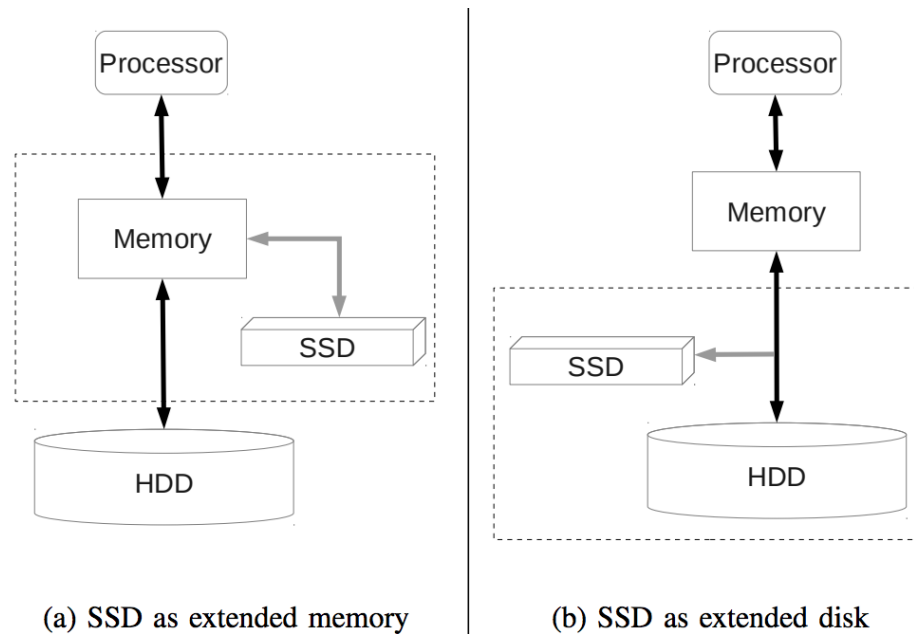 Processor
Memory
SSD
HDD
(a) SSD as extended memory
Processor
Memory
SSD
HDD
(b) SSD as extended disk